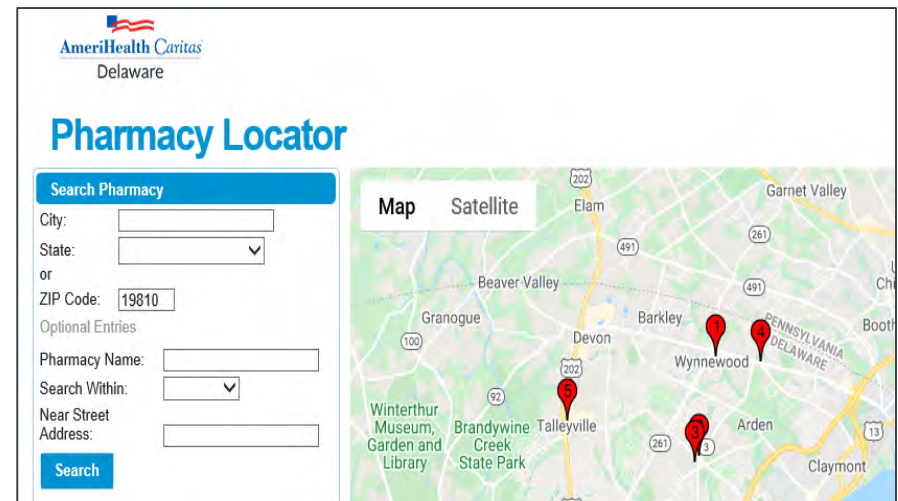 AmeriHealth Caritas
Delaware
Pharmacy Locator
Search Pharmacy
City:
State:
or
ZIP Code: 19810
Optional Entries
Pharmacy Name:
Search Within:
Near Street
Address:
Search
Map Satellite
202
Elam
Garnet Valley
491
261
Beaver Valley
491
Granogue
Barkley
1
4
PENNSYLVANIA
DELAWARE
100
Devon
Wynnewood
202
5
92
Winterthur
Museum,
Garden and
Library
Brandywine
Creek
State Park
Talleyville
261
3
3
Arden
13
Claymont